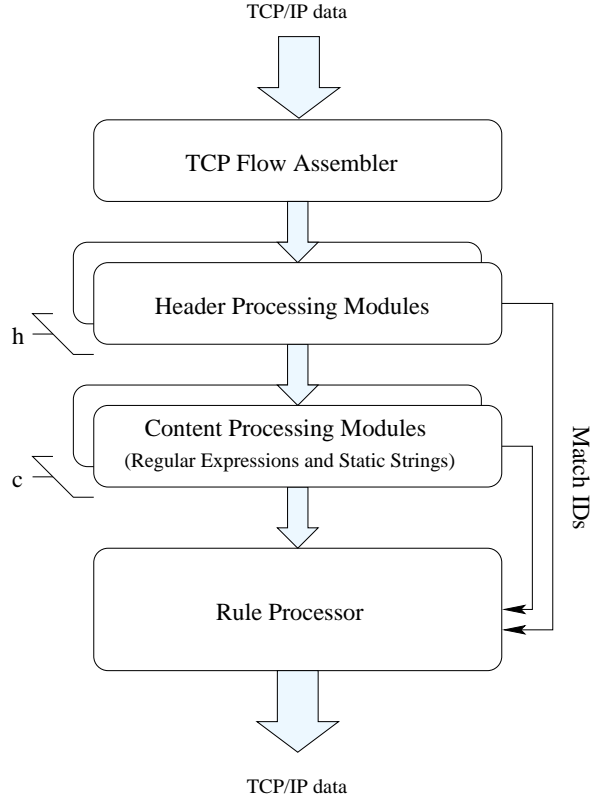 TCP/IP data
TCP Flow Assembler
Header Processing Modules
h
Content Processing Modules
(Regular Expressions and Static Strings)
c
Match IDs
Rule Processor
TCP/IP data